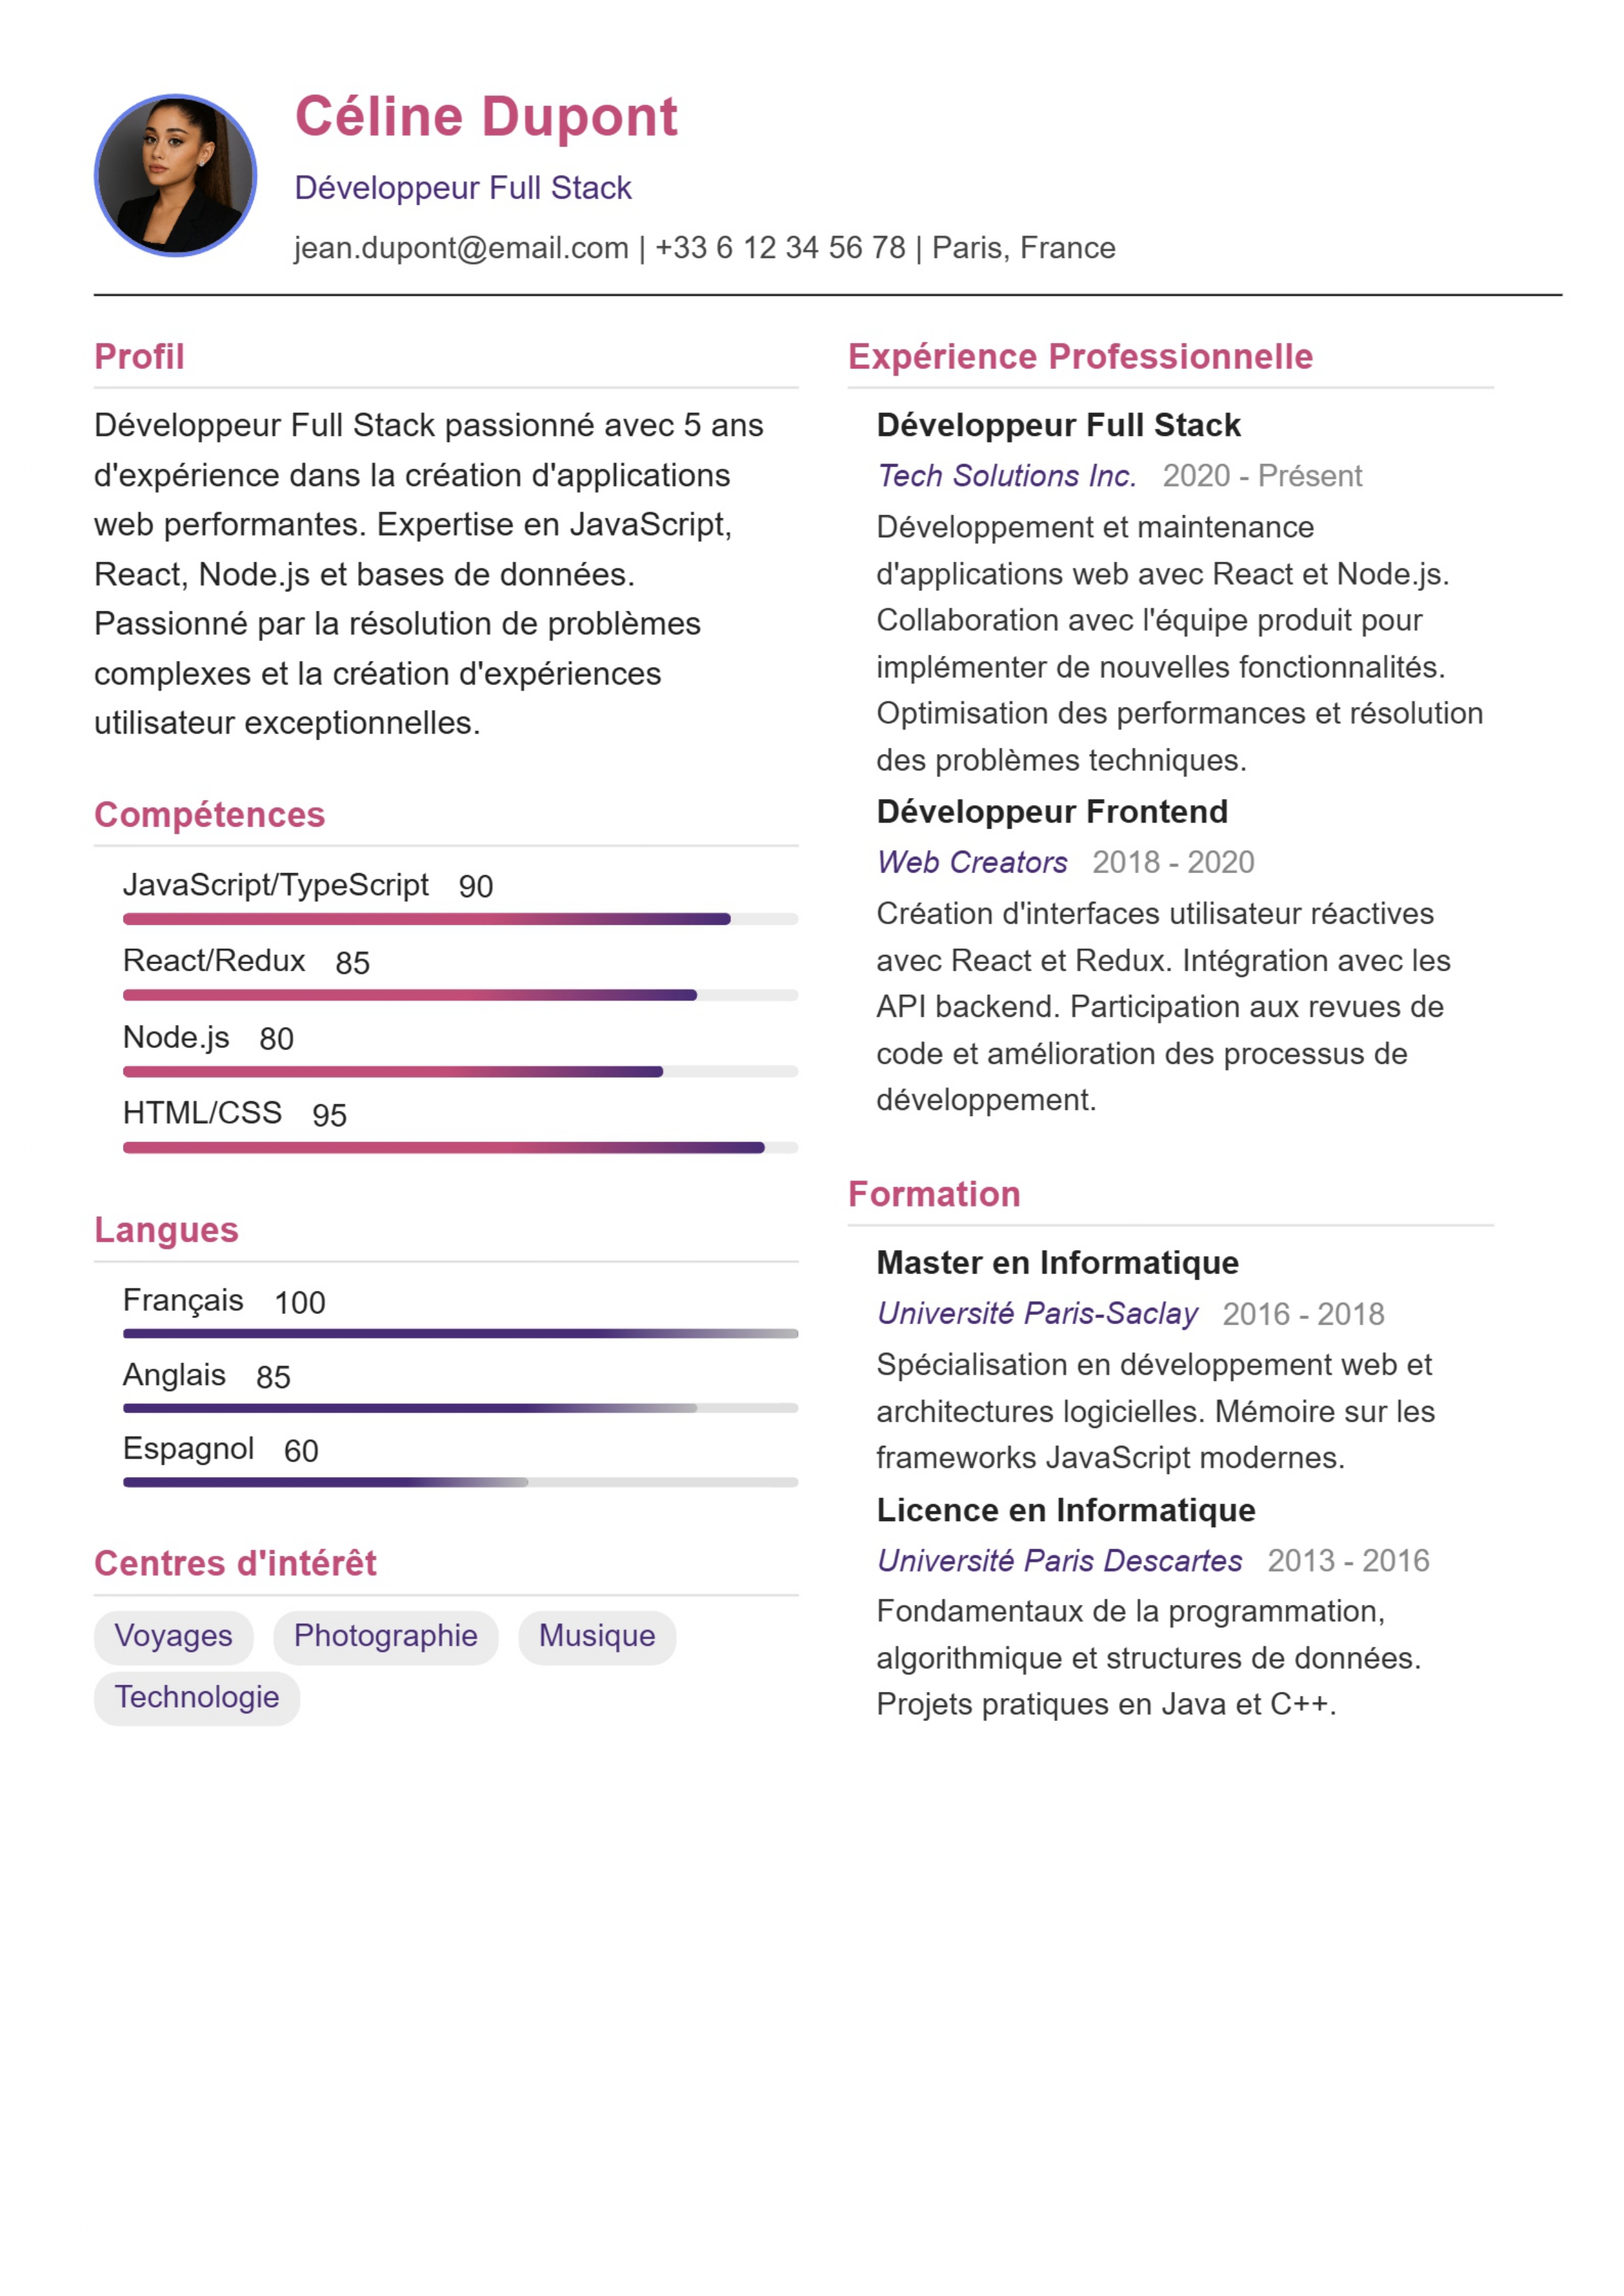 Céline Dupont
Développeur Full Stack
jean.dupont@email.com | +33 6 12 34 56 78 | Paris, France
Profil
Développeur Full Stack passionné avec 5 ans
d'expérience dans la création d'applications
web performantes. Expertise en JavaScript,
React, Node.js et bases de données.
Passionné par la résolution de problèmes
complexes et la création d'expériences
utilisateur exceptionnelles.
Compétences
JavaScript/TypeScript 90
React/Redux 85
Node.js 80
HTML/CSS 95
Langues
Français 100
Anglais 85
Espagnol 60
Centres d'intérêt
Voyages Photographie Musique
Technologie
Expérience Professionnelle
Développeur Full Stack
Tech Solutions Inc. 2020 - Présent
Développement et maintenance
d'applications web avec React et Node.js.
Collaboration avec l'équipe produit pour
implémenter de nouvelles fonctionnalités.
Optimisation des performances et résolution
des problèmes techniques.
Développeur Frontend
Web Creators 2018 - 2020
Création d'interfaces utilisateur réactives
avec React et Redux. Intégration avec les
API backend. Participation aux revues de
code et amélioration des processus de
développement.
Formation
Master en Informatique
Université Paris-Saclay 2016 - 2018
Spécialisation en développement web et
architectures logicielles. Mémoire sur les
frameworks JavaScript modernes.
Licence en Informatique
Université Paris Descartes 2013 - 2016
Fondamentaux de la programmation,
algorithmique et structures de données.
Projets pratiques en Java et C++.